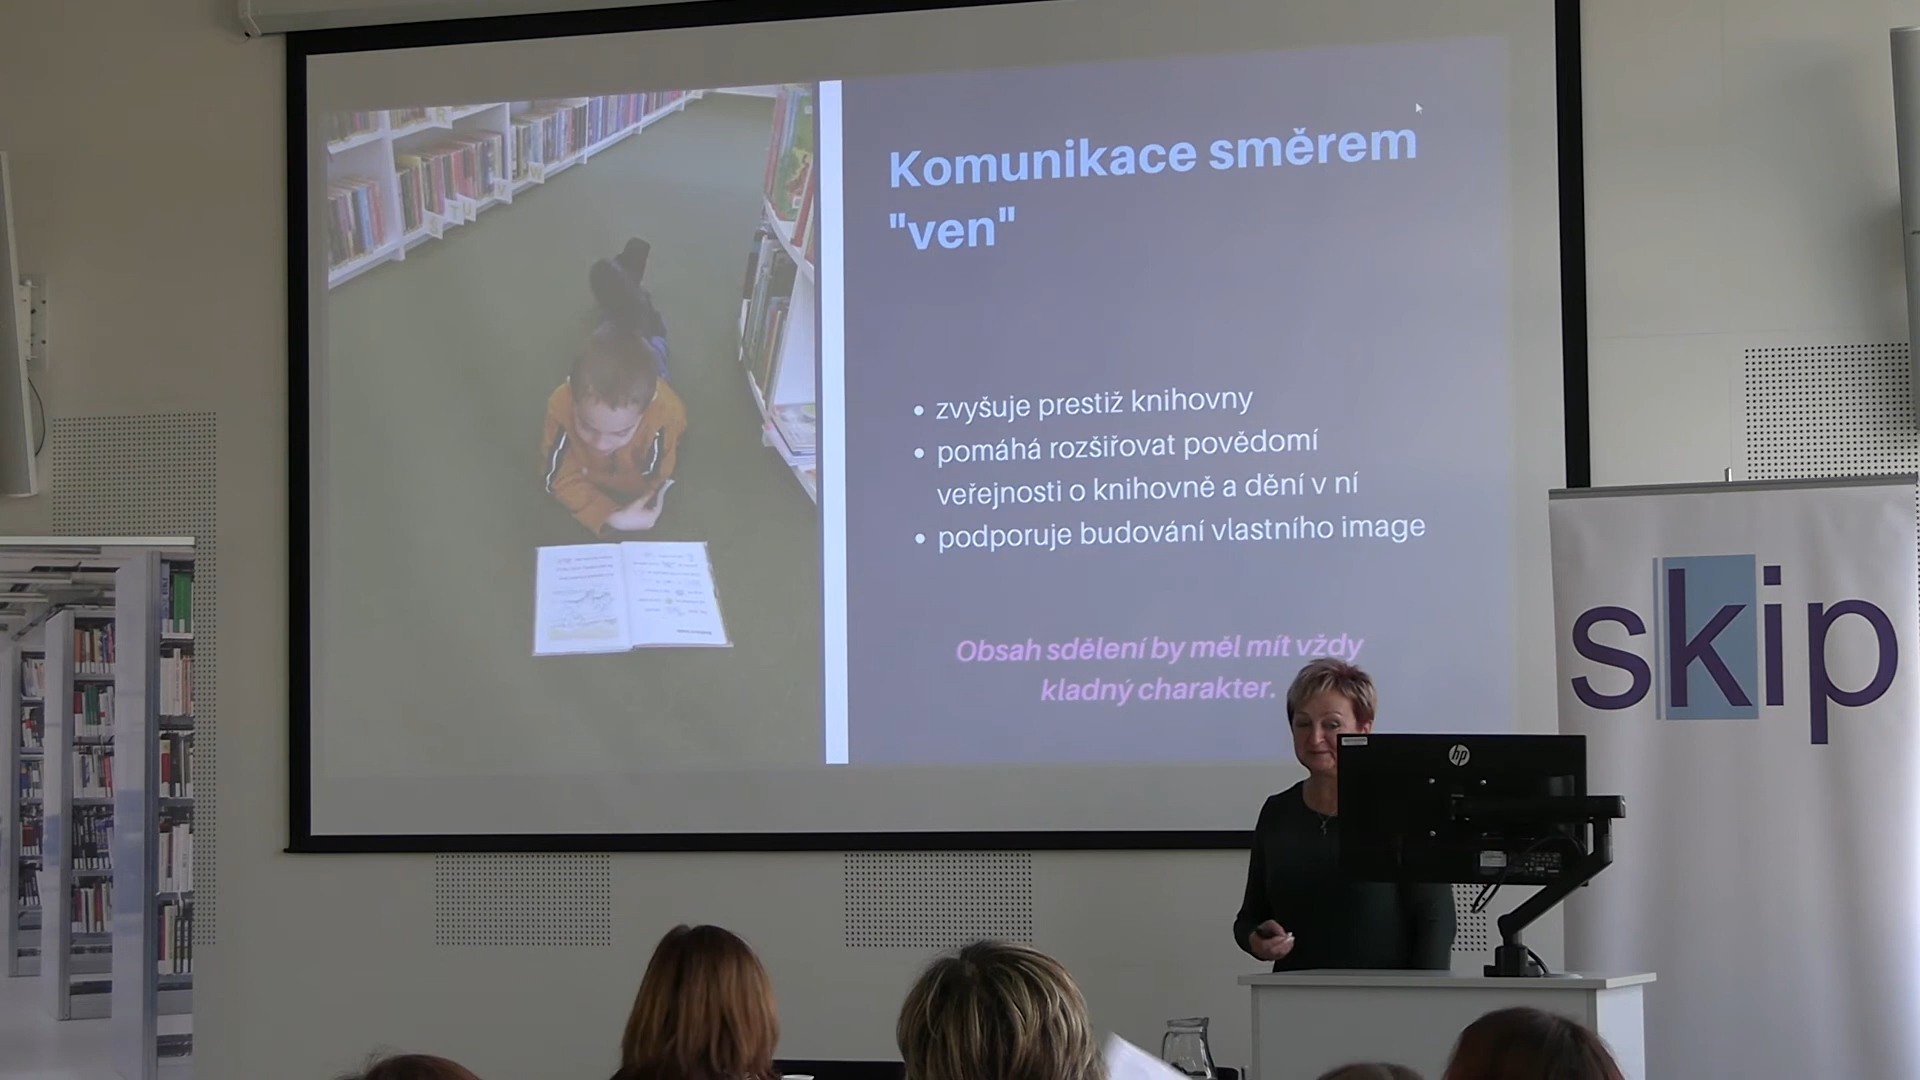 Komunikace směrem
"ven"
• zvyšuje prestiž knihovny
• pomáhá rozšiřovat povědomí
veřejnosti o knihovně a dění v ní
• podporuje budování vlastního image
Obsah sdělení by měl mít vždy
kladný charakter.
skip
hp
V
W